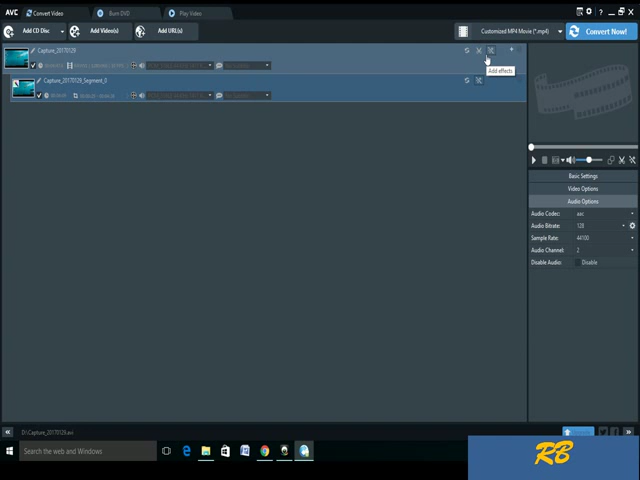 AVC Convert Video Burn DVD Play Video
Add CD Disc Add Video(s) Add URL(s) Customized MP4 Movie (*.mp4) Convert Now!
Capture_20170129
Add effects
Capture_20170129_Segment_0
Basic Settings
Video Options
Audio Options
Audio Codec: aac
Audio Bitrate: 128
Sample Rate: 44100
Audio Channel: 2
Disable Audio: Disable
D:\Capture_20170129.avi
Search the web and Windows
RB